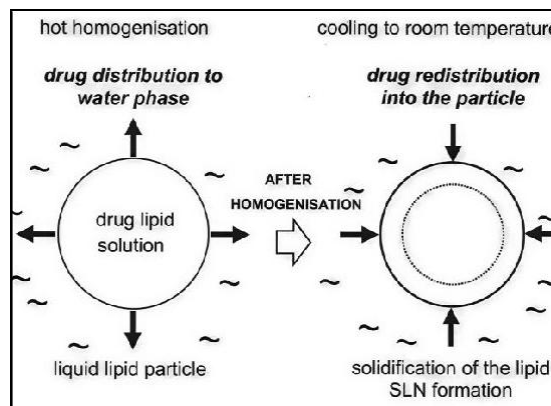 hot homogenisation
drug distribution to
water phase
drug lipid
solution
liquid lipid particle
AFTER
HOMOGENISATION
cooling to room temperature
drug redistribution
into the particle
solidification of the lipid
SLN formation